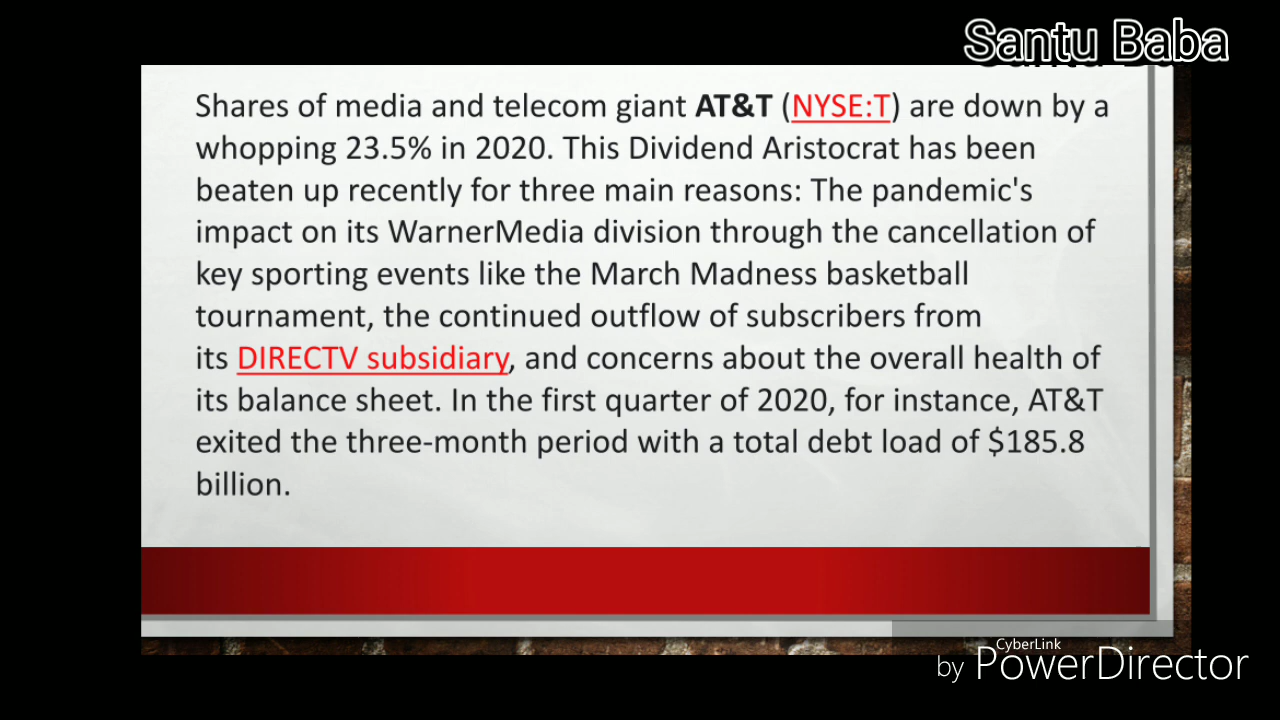 Santu Baba
Shares of media and telecom giant AT&T (NYSE:T) are down by a
whopping 23.5% in 2020. This Dividend Aristocrat has been
beaten up recently for three main reasons: The pandemic's
impact on its WarnerMedia division through the cancellation of
key sporting events like the March Madness basketball
tournament, the continued outflow of subscribers from
its DIRECTV subsidiary, and concerns about the overall health of
its balance sheet. In the first quarter of 2020, for instance, AT&T
exited the three-month period with a total debt load of $185.8
billion.
CyberLink
by PowerDirector